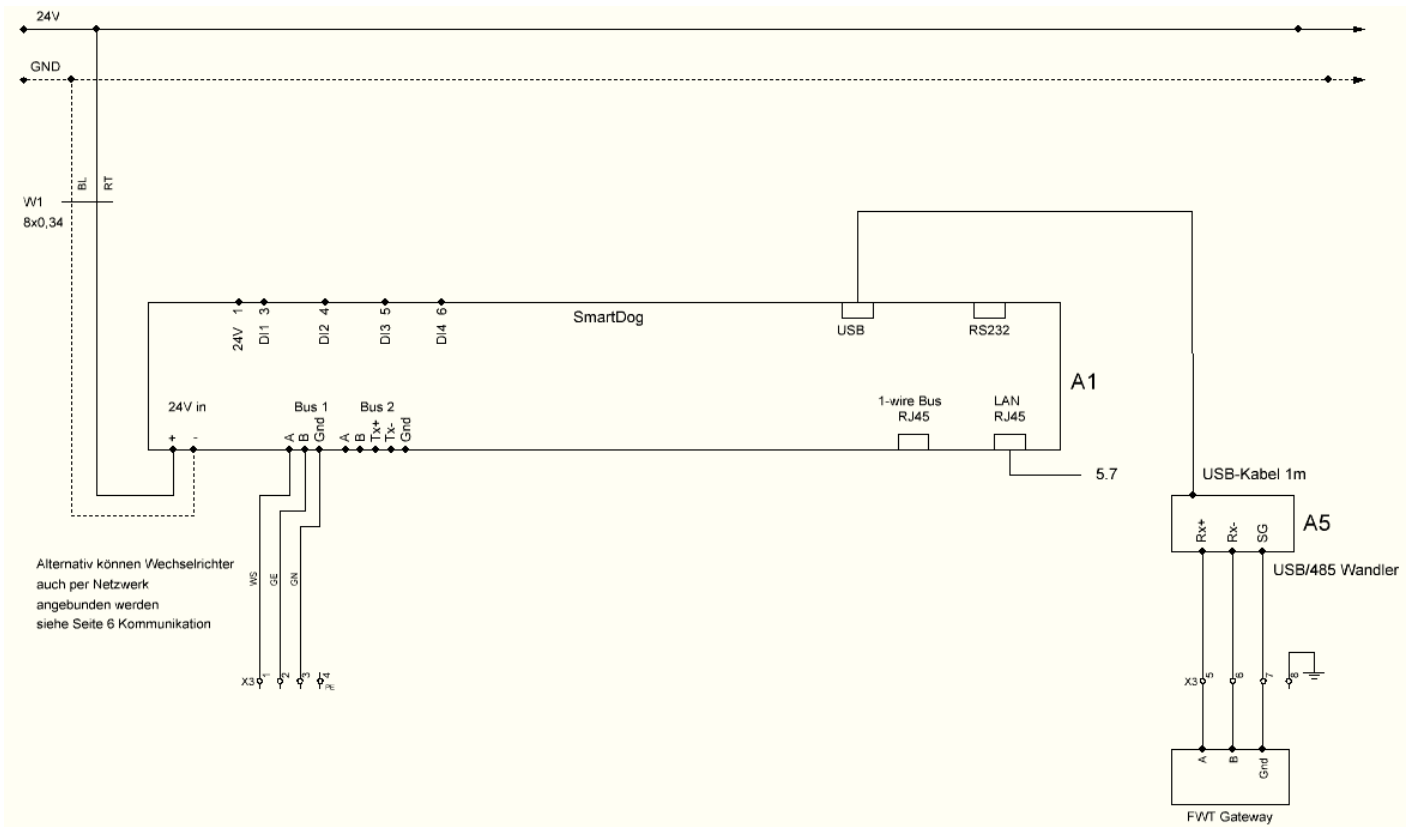 24V
GND
BL
RT
W1
8x0,34
24V 1
DI1 3
DI2 4
DI3 5
DI4 6
SmartDog
USB
RS232
A1
24V in
+
-
Bus 1
A
B
Gnd
Bus 2
A
B
Tx+
Tx-
Gnd
1-wire Bus
RJ45
LAN
RJ45
5.7
USB-Kabel 1m
A5
Rx+
Rx-
SG
USB/485 Wandler
Alternativ können Wechselrichter
auch per Netzwerk
angebunden werden
siehe Seite 6 Kommunikation
WS
GE
GN
X3
1
2
3
4
PE
X3
5
6
7
8
A
B
Gnd
FWT Gateway